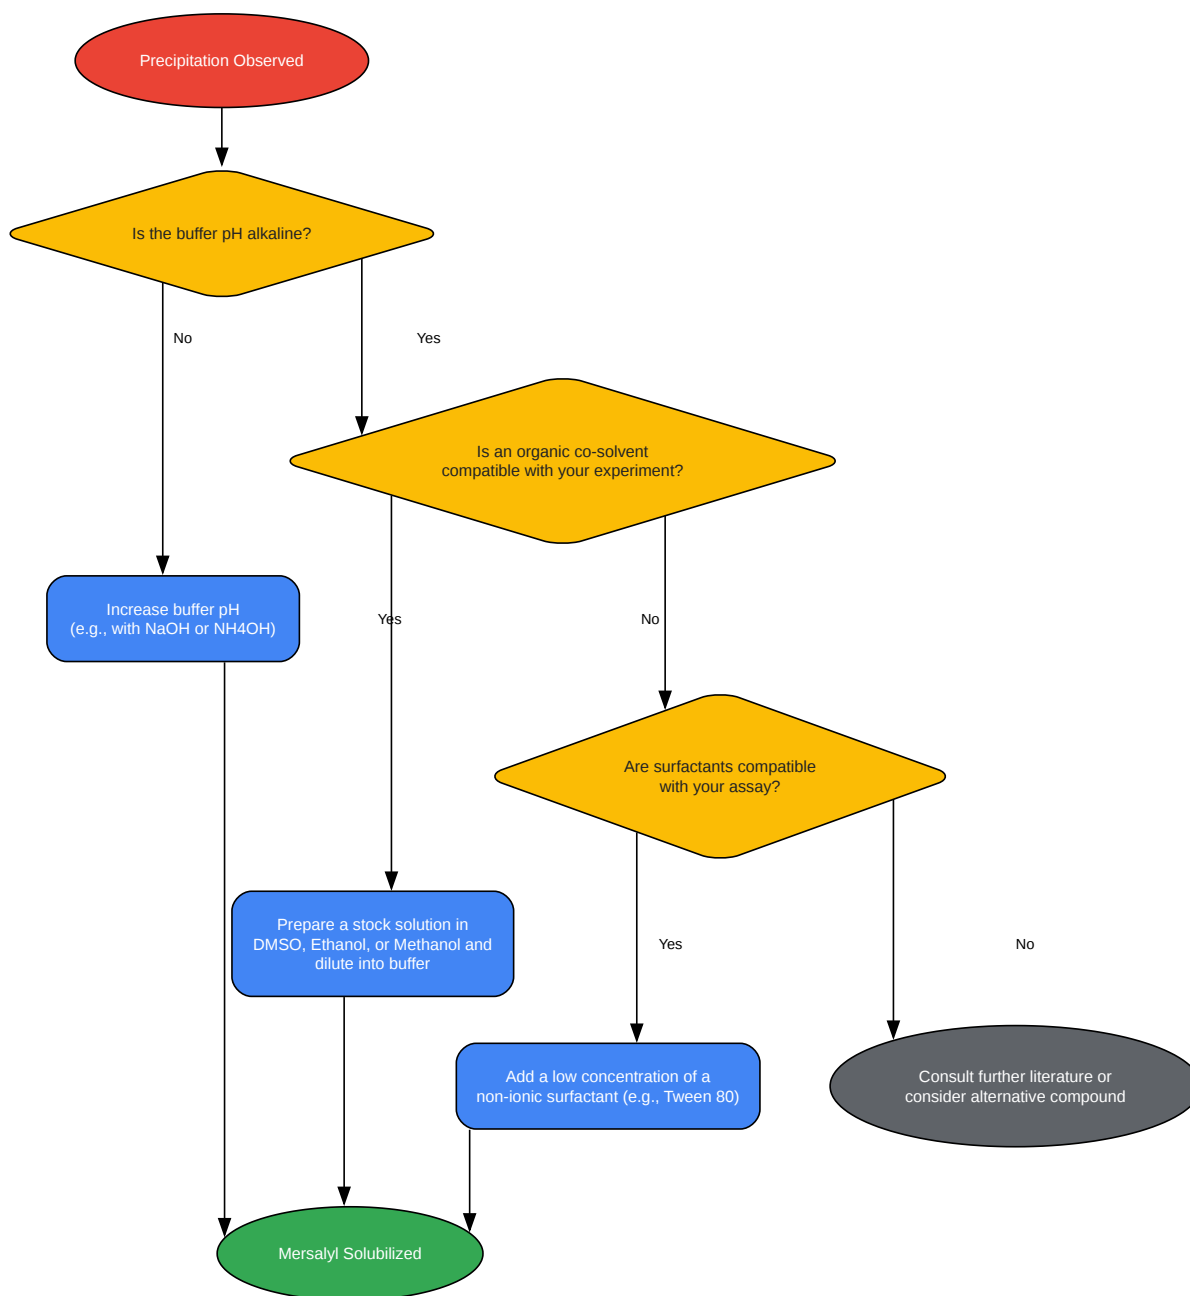 Precipitation Observed
Is the buffer pH alkaline?
No
Yes
Is an organic co-solvent
compatible with your experiment?
Increase buffer pH
(e.g., with NaOH or NH4OH)
Yes
No
Are surfactants compatible
with your assay?
Prepare a stock solution in
DMSO, Ethanol, or Methanol and
dilute into buffer
Yes
No
Add a low concentration of a
non-ionic surfactant (e.g., Tween 80)
Consult further literature or
consider alternative compound
Mersalyl Solubilized